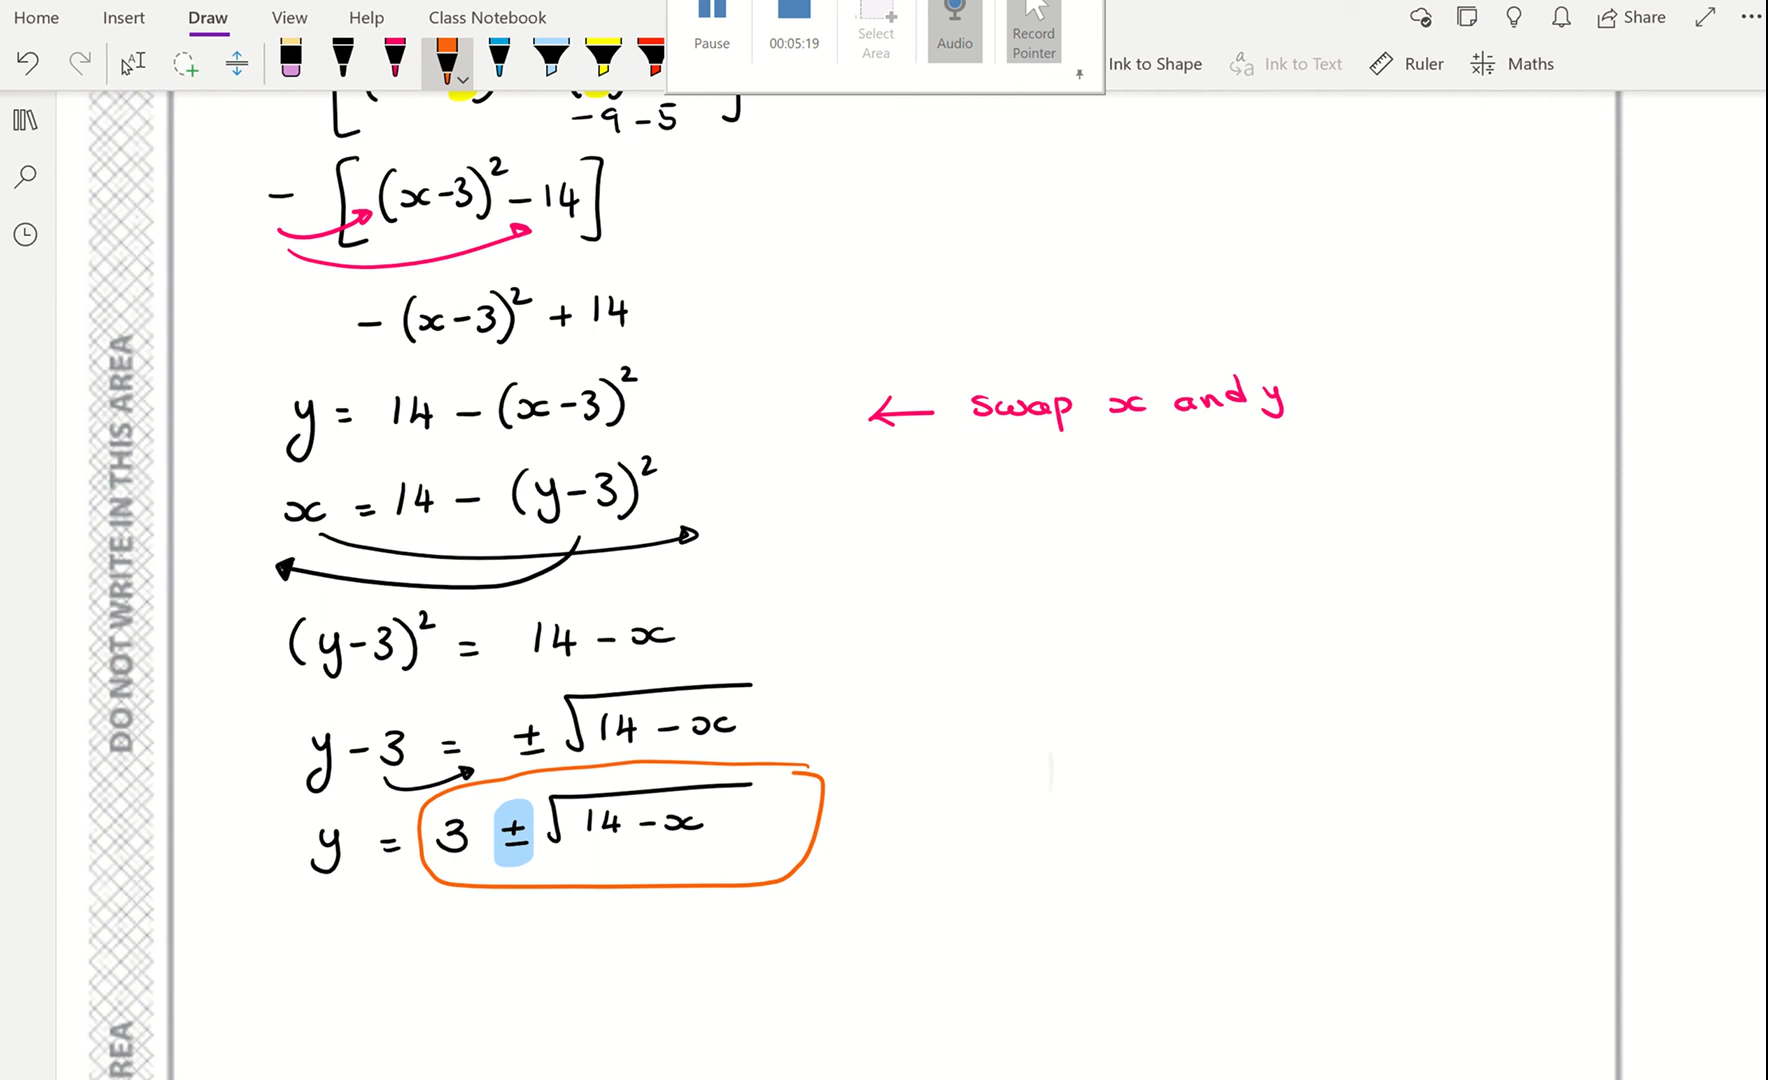 Home Insert Draw View Help Class Notebook Share
Pause 00:05:19 Select Area Audio Record Pointer
Ink to Shape Ink to Text Ruler Maths
-9-5
- [(x-3)² - 14]
- (x-3)² + 14
y = 14 - (x-3)²
← swap x and y
x = 14 - (y-3)²
(y-3)² = 14 - x
y - 3 = ± √14 - x
y = 3 ± √14 - x
DO NOT WRITE IN THIS AREA
REA